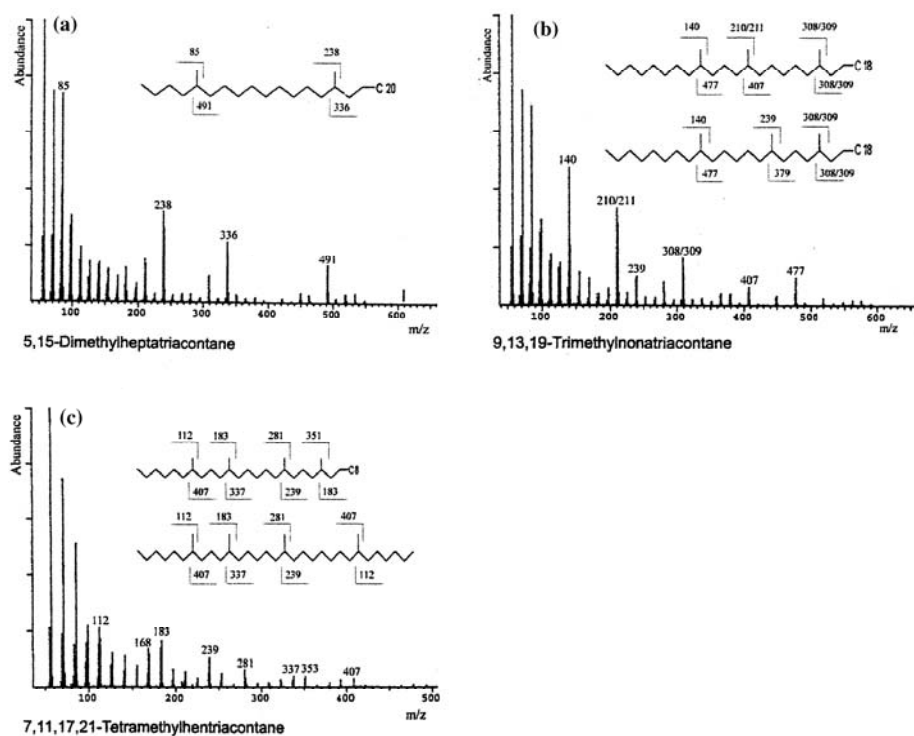 (a)
Abundance
85
238
C 20
491
336
85
238
336
491
100 200 300 400 500 600
m/z
5,15-Dimethylheptatriacontane
(b)
Abundance
140 210/211 308/309
C 18
477 407 308/309
140 239 308/309
C 18
477 379 308/309
140
210/211
239
308/309
407
477
100 200 300 400 500 600
m/z
9,13,19-Trimethylnonatriacontane
(c)
Abundance
112 183 281 351
C8
407 337 239 183
112 183 281 407
407 337 239 112
112
168
183
239
281
337 353
407
100 200 300 400 500
m/z
7,11,17,21-Tetramethylhentriacontane